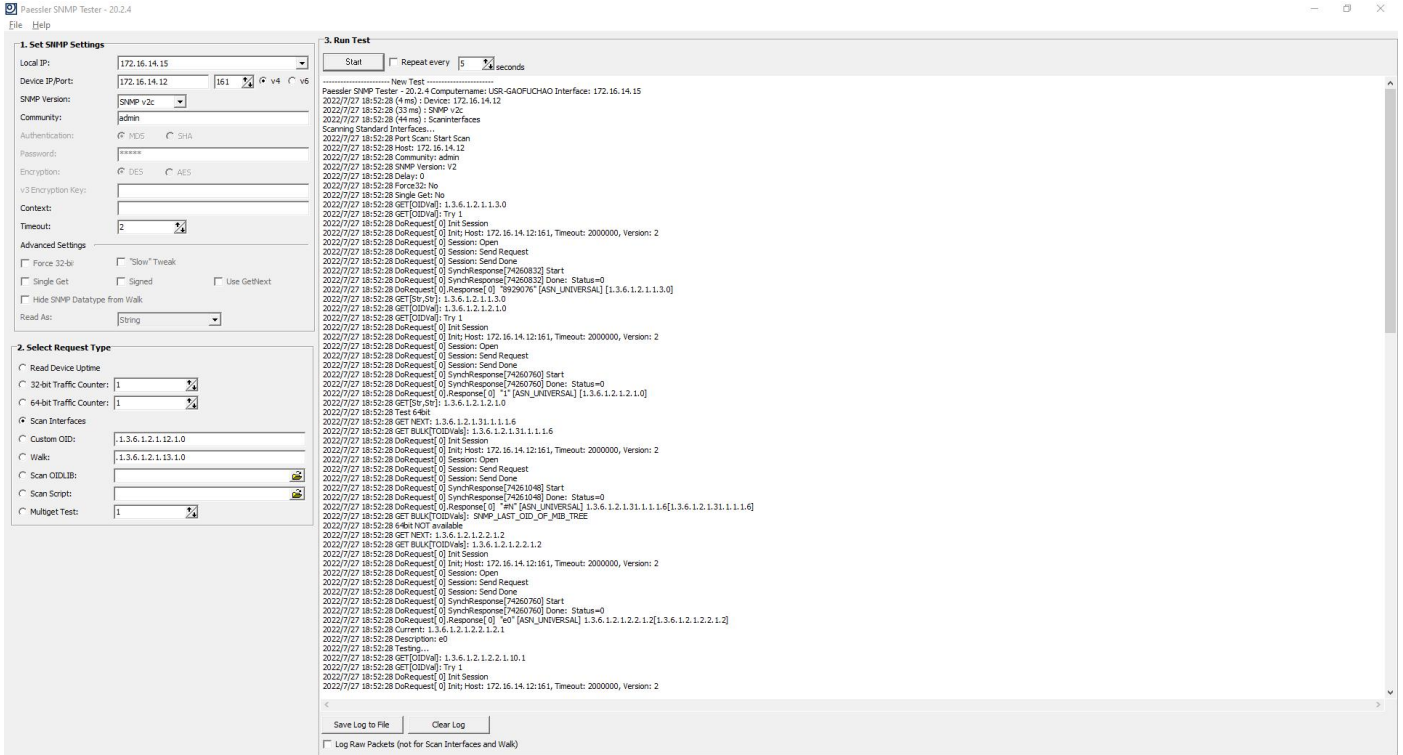 Paessler SNMP Tester - 20.2.4
File Help
1. Set SNMP Settings
Local IP: 172.16.14.15
Device IP/Port: 172.16.14.12 161 v4 v6
SNMP Version: SNMP v2c
Community: admin
Authentication: MD5 SHA
Password: *****
Encryption: DES AES
v3 Encryption Key:
Context:
Timeout: 2
Advanced Settings
Force 32-bi "Slow" Tweak
Single Get Signed Use GetNext
Hide SNMP Datatype from Walk
Read As: String
2. Select Request Type
Read Device Uptime
32-bit Traffic Counter: 1
64-bit Traffic Counter: 1
Scan Interfaces
Custom OID: .1.3.6.1.2.1.12.1.0
Walk: .1.3.6.1.2.1.13.1.0
Scan OIDLIB:
Scan Script:
Multiget Test: 1
3. Run Test
Start Repeat every 5 seconds
----------------------- New Test -----------------------
Paessler SNMP Tester - 20.2.4 Computername: USR-GAOFUCHAO Interface: 172.16.14.15
2022/7/27 18:52:28 (4 ms) : Device: 172.16.14.12
2022/7/27 18:52:28 (33 ms) : SNMP v2c
2022/7/27 18:52:28 (44 ms) : Scaninterfaces
Scanning Standard Interfaces...
2022/7/27 18:52:28 Port Scan: Start Scan
2022/7/27 18:52:28 Host: 172.16.14.12
2022/7/27 18:52:28 Community: admin
2022/7/27 18:52:28 SNMP Version: V2
2022/7/27 18:52:28 Delay: 0
2022/7/27 18:52:28 Force32: No
2022/7/27 18:52:28 Single Get: No
2022/7/27 18:52:28 GET[OIDVal]: 1.3.6.1.2.1.1.3.0
2022/7/27 18:52:28 GET[OIDVal]: Try 1
2022/7/27 18:52:28 DoRequest[ 0] Init Session
2022/7/27 18:52:28 DoRequest[ 0] Init; Host: 172.16.14.12:161, Timeout: 2000000, Version: 2
2022/7/27 18:52:28 DoRequest[ 0] Session: Open
2022/7/27 18:52:28 DoRequest[ 0] Session: Send Request
2022/7/27 18:52:28 DoRequest[ 0] Session: Send Done
2022/7/27 18:52:28 DoRequest[ 0] SynchResponse[74260832] Start
2022/7/27 18:52:28 DoRequest[ 0] SynchResponse[74260832] Done: Status=0
2022/7/27 18:52:28 DoRequest[ 0].Response[ 0] "8929076" [ASN_UNIVERSAL] [1.3.6.1.2.1.1.3.0]
2022/7/27 18:52:28 GET[Str,Str]: 1.3.6.1.2.1.1.3.0
2022/7/27 18:52:28 GET[OIDVal]: 1.3.6.1.2.1.2.1.0
2022/7/27 18:52:28 GET[OIDVal]: Try 1
2022/7/27 18:52:28 DoRequest[ 0] Init Session
2022/7/27 18:52:28 DoRequest[ 0] Init; Host: 172.16.14.12:161, Timeout: 2000000, Version: 2
2022/7/27 18:52:28 DoRequest[ 0] Session: Open
2022/7/27 18:52:28 DoRequest[ 0] Session: Send Request
2022/7/27 18:52:28 DoRequest[ 0] Session: Send Done
2022/7/27 18:52:28 DoRequest[ 0] SynchResponse[74260760] Start
2022/7/27 18:52:28 DoRequest[ 0] SynchResponse[74260760] Done: Status=0
2022/7/27 18:52:28 DoRequest[ 0].Response[ 0] "1" [ASN_UNIVERSAL] [1.3.6.1.2.1.2.1.0]
2022/7/27 18:52:28 GET[Str,Str]: 1.3.6.1.2.1.2.1.0
2022/7/27 18:52:28 Test 64bit
2022/7/27 18:52:28 GET NEXT: 1.3.6.1.2.1.31.1.1.1.6
2022/7/27 18:52:28 GET BULK[TOIDVals]: 1.3.6.1.2.1.31.1.1.1.6
2022/7/27 18:52:28 DoRequest[ 0] Init Session
2022/7/27 18:52:28 DoRequest[ 0] Init; Host: 172.16.14.12:161, Timeout: 2000000, Version: 2
2022/7/27 18:52:28 DoRequest[ 0] Session: Open
2022/7/27 18:52:28 DoRequest[ 0] Session: Send Request
2022/7/27 18:52:28 DoRequest[ 0] Session: Send Done
2022/7/27 18:52:28 DoRequest[ 0] SynchResponse[74261048] Start
2022/7/27 18:52:28 DoRequest[ 0] SynchResponse[74261048] Done: Status=0
2022/7/27 18:52:28 DoRequest[ 0].Response[ 0] "#N" [ASN_UNIVERSAL] 1.3.6.1.2.1.31.1.1.1.6[1.3.6.1.2.1.31.1.1.1.6]
2022/7/27 18:52:28 GET BULK[TOIDVals]: SNMP_LAST_OID_OF_MIB_TREE
2022/7/27 18:52:28 64bit NOT available
2022/7/27 18:52:28 GET NEXT: 1.3.6.1.2.1.2.2.1.2
2022/7/27 18:52:28 GET BULK[TOIDVals]: 1.3.6.1.2.1.2.2.1.2
2022/7/27 18:52:28 DoRequest[ 0] Init Session
2022/7/27 18:52:28 DoRequest[ 0] Init; Host: 172.16.14.12:161, Timeout: 2000000, Version: 2
2022/7/27 18:52:28 DoRequest[ 0] Session: Open
2022/7/27 18:52:28 DoRequest[ 0] Session: Send Request
2022/7/27 18:52:28 DoRequest[ 0] Session: Send Done
2022/7/27 18:52:28 DoRequest[ 0] SynchResponse[74260760] Start
2022/7/27 18:52:28 DoRequest[ 0] SynchResponse[74260760] Done: Status=0
2022/7/27 18:52:28 DoRequest[ 0].Response[ 0] "e0" [ASN_UNIVERSAL] 1.3.6.1.2.1.2.2.1.2[1.3.6.1.2.1.2.2.1.2]
2022/7/27 18:52:28 Current: 1.3.6.1.2.1.2.2.1.2.1
2022/7/27 18:52:28 Description: e0
2022/7/27 18:52:28 Testing...
2022/7/27 18:52:28 GET[OIDVal]: 1.3.6.1.2.1.2.2.1.10.1
2022/7/27 18:52:28 GET[OIDVal]: Try 1
2022/7/27 18:52:28 DoRequest[ 0] Init Session
2022/7/27 18:52:28 DoRequest[ 0] Init; Host: 172.16.14.12:161, Timeout: 2000000, Version: 2
Save Log to File Clear Log
Log Raw Packets (not for Scan Interfaces and Walk)